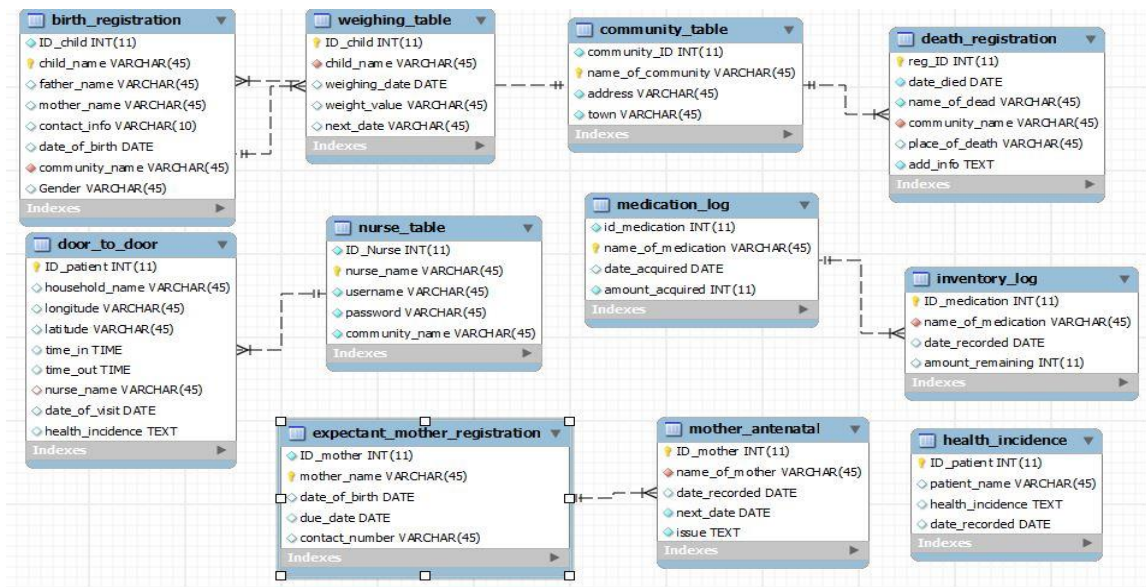 birth_registration
ID_child INT(11)
child_name VARCHAR(45)
father_name VARCHAR(45)
mother_name VARCHAR(45)
contact_info VARCHAR(10)
date_of_birth DATE
community_name VARCHAR(45)
Gender VARCHAR(45)
Indexes
weighing_table
ID_child INT(11)
child_name VARCHAR(45)
weighing_date DATE
weight_value VARCHAR(45)
next_date VARCHAR(45)
Indexes
community_table
community_ID INT(11)
name_of_community VARCHAR(45)
address VARCHAR(45)
town VARCHAR(45)
Indexes
death_registration
reg_ID INT(11)
date_died DATE
name_of_dead VARCHAR(45)
community_name VARCHAR(45)
place_of_death VARCHAR(45)
add_info TEXT
Indexes
door_to_door
ID_patient INT(11)
household_name VARCHAR(45)
longitude VARCHAR(45)
latitude VARCHAR(45)
time_in TIME
time_out TIME
nurse_name VARCHAR(45)
date_of_visit DATE
health_incidence TEXT
Indexes
nurse_table
ID_Nurse INT(11)
nurse_name VARCHAR(45)
username VARCHAR(45)
password VARCHAR(45)
community_name VARCHAR(45)
Indexes
medication_log
id_medication INT(11)
name_of_medication VARCHAR(45)
date_acquired DATE
amount_acquired INT(11)
Indexes
inventory_log
ID_medication INT(11)
name_of_medication VARCHAR(45)
date_recorded DATE
amount_remaining INT(11)
Indexes
expectant_mother_registration
ID_mother INT(11)
mother_name VARCHAR(45)
date_of_birth DATE
due_date DATE
contact_number VARCHAR(45)
Indexes
mother_antenatal
ID_mother INT(11)
name_of_mother VARCHAR(45)
date_recorded DATE
next_date DATE
issue TEXT
Indexes
health_incidence
ID_patient INT(11)
patient_name VARCHAR(45)
health_incidence TEXT
date_recorded DATE
Indexes